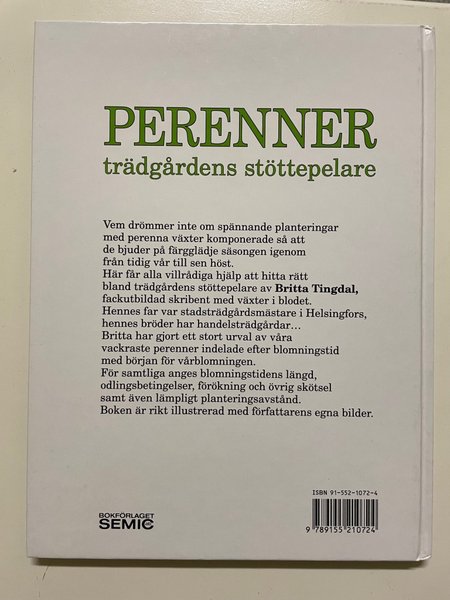 PERENNER
trädgårdens stöttepelare
Vem drömmer inte om spännande planteringar
med perenna växter komponerade så att
de bjuder på färgglädje säsongen igenom
från tidig vår till sen höst.
Här får alla villrådiga hjälp att hitta rätt
bland trädgårdens stöttepelare av Britta Tingdal,
fackutbildad skribent med växter i blodet.
Hennes far var stadsträdgårdsmästare i Helsingfors,
hennes bröder har handelsträdgårdar...
Britta har gjort ett stort urval av våra
vackraste perenner indelade efter blomningstid
med början för vårblomningen.
För samtliga anges blomningstidens längd,
odlingsbetingelser, förökning och övrig skötsel
samt även lämpligt planteringsavstånd.
Boken är rikt illustrerad med författarens egna bilder.
ISBN 91-552-1072-4
9 789155 210724
BOKFÖRLAGET
SEMIC